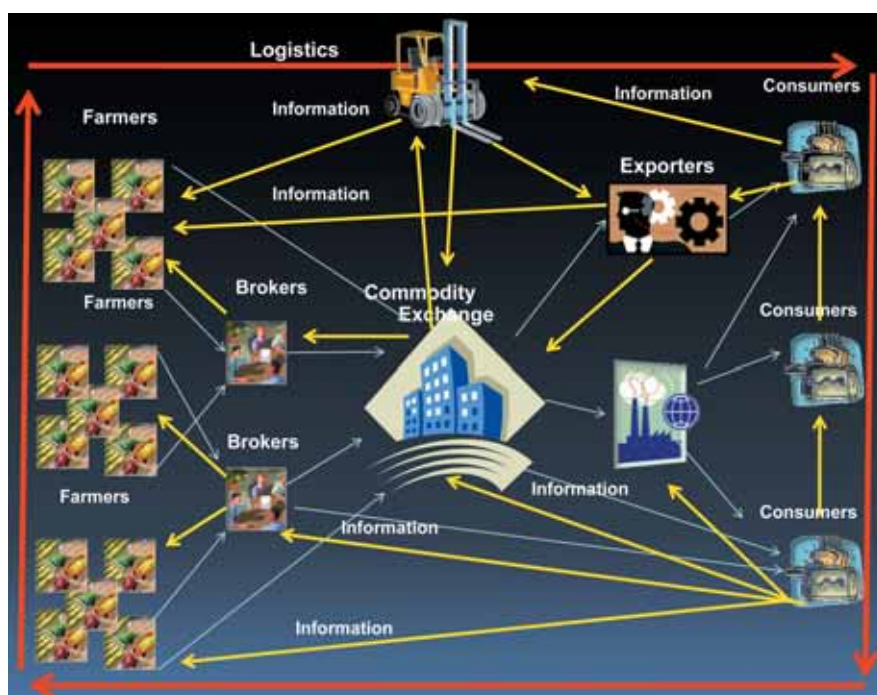 Logistics
Information
Information
Consumers
Farmers
Exporters
Information
Farmers
Brokers
Commodity
Exchange
Consumers
Brokers
Farmers
Information
Consumers
Information
Information